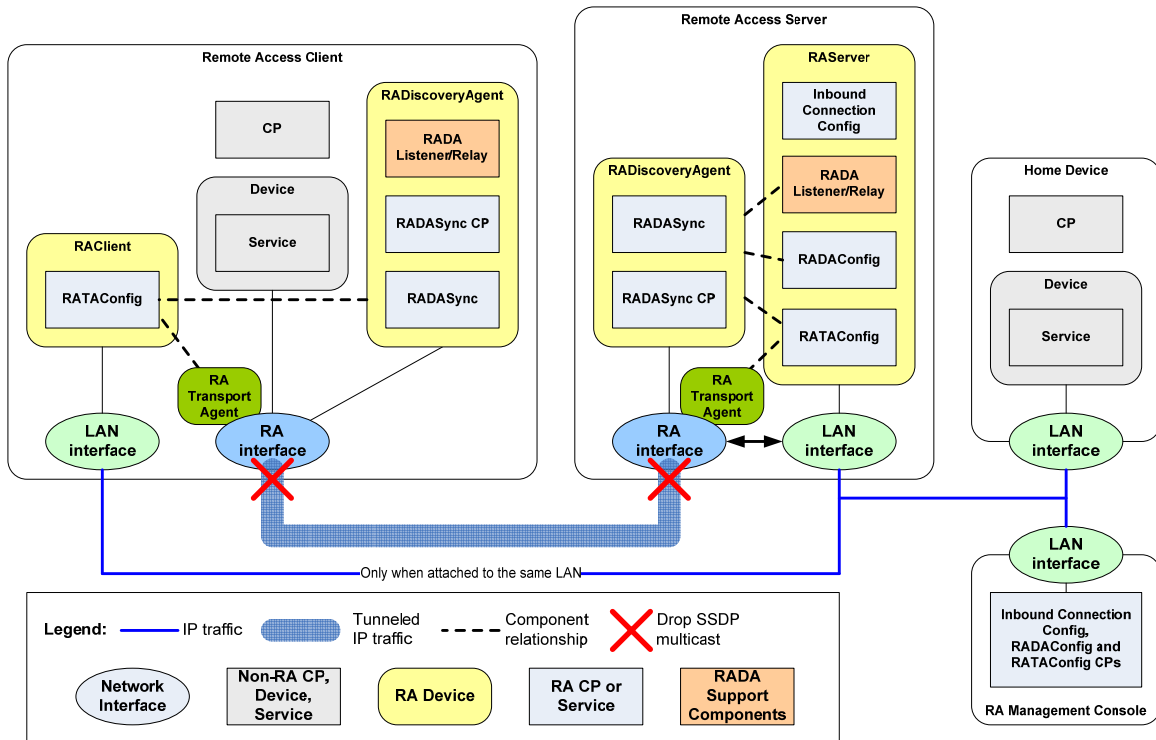 Remote Access Client
CP
Device
Service
RAClient
RATAConfig
RADiscoveryAgent
RADA
Listener/Relay
RADASync CP
RADASync
RA
Transport
Agent
LAN
interface
RA
interface
Remote Access Server
RADiscoveryAgent
RADASync
RADASync CP
RAServer
Inbound
Connection
Config
RADA
Listener/Relay
RADAConfig
RATAConfig
RA
Transport
Agent
RA
interface
LAN
interface
Home Device
CP
Device
Service
LAN
interface
LAN
interface
Inbound Connection
Config,
RADAConfig and
RATAConfig CPs
RA Management Console
Only when attached to the same LAN
Legend:
IP traffic
Tunneled
IP traffic
Component
relationship
Drop SSDP
multicast
Network
Interface
Non-RA CP,
Device,
Service
RA Device
RA CP or
Service
RADA
Support
Components